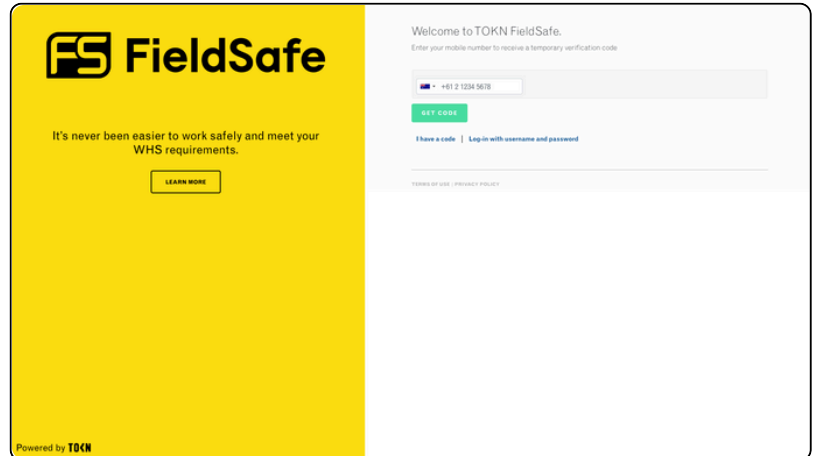 FS FieldSafe
It's never been easier to work safely and meet your
WHS requirements.
LEARN MORE
Powered by TOKN
Welcome to TOKN FieldSafe.
Enter your mobile number to receive a temporary verification code
+61 2 1234 5678
GET CODE
I have a code | Log-in with username and password
TERMS OF USE | PRIVACY POLICY